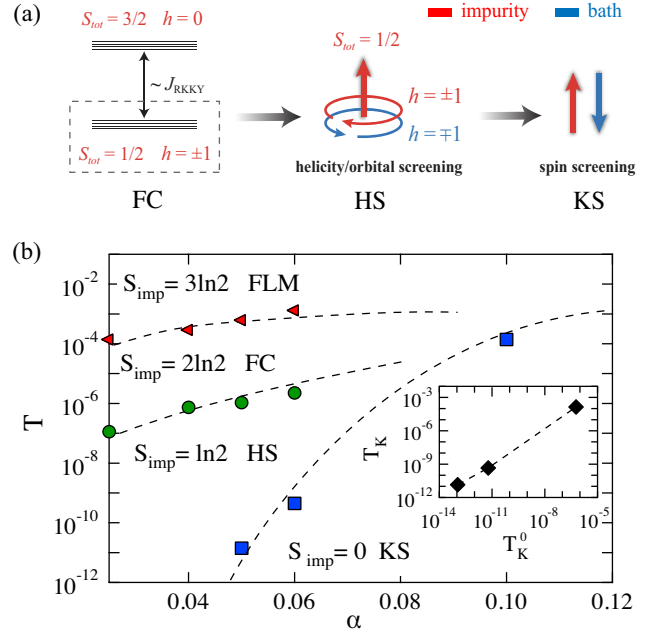 (a)
impurity bath
S_tot = 3/2 h = 0
S_tot = 1/2
~ J_RKKY
h = ±1
h = ∓1
S_tot = 1/2 h = ±1
helicity/orbital screening
spin screening
FC
HS
KS
(b)
10^-2
S_imp = 3ln2 FLM
10^-4
S_imp = 2ln2 FC
10^-6
T
S_imp = ln2 HS
10^-8
10^-10
S_imp = 0 KS
10^-12
0.04 0.06 0.08 0.10 0.12
α
10^-3
10^-6
T_K
10^-9
10^-12
10^-14 10^-11 10^-8 10^-5
T_K^0